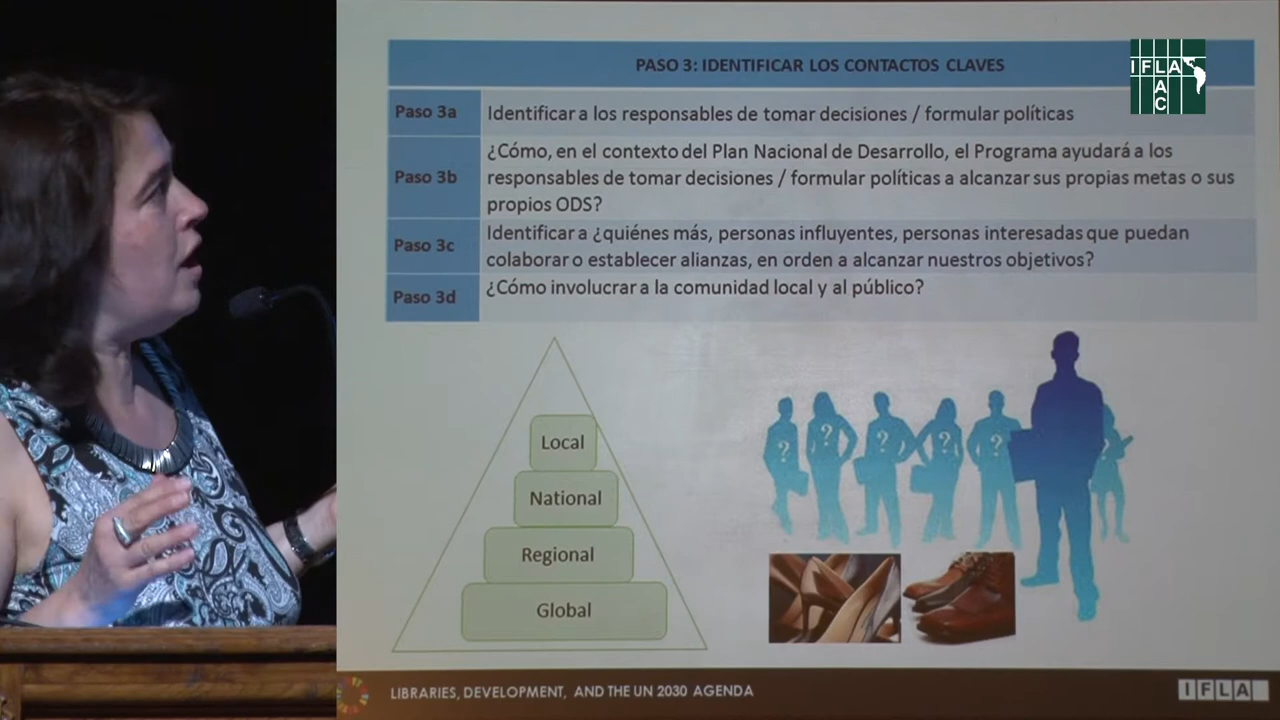 PASO 3: IDENTIFICAR LOS CONTACTOS CLAVES
IFLA
LAC
Paso 3a
Identificar a los responsables de tomar decisiones / formular políticas
Paso 3b
¿Cómo, en el contexto del Plan Nacional de Desarrollo, el Programa ayudará a los
responsables de tomar decisiones / formular políticas a alcanzar sus propias metas o sus
propios ODS?
Paso 3c
Identificar a ¿quiénes más, personas influyentes, personas interesadas que puedan
colaborar o establecer alianzas, en orden a alcanzar nuestros objetivos?
Paso 3d
¿Cómo involucrar a la comunidad local y al público?
Local
National
Regional
Global
? ? ? ? ? ?
LIBRARIES, DEVELOPMENT, AND THE UN 2030 AGENDA
IFLA